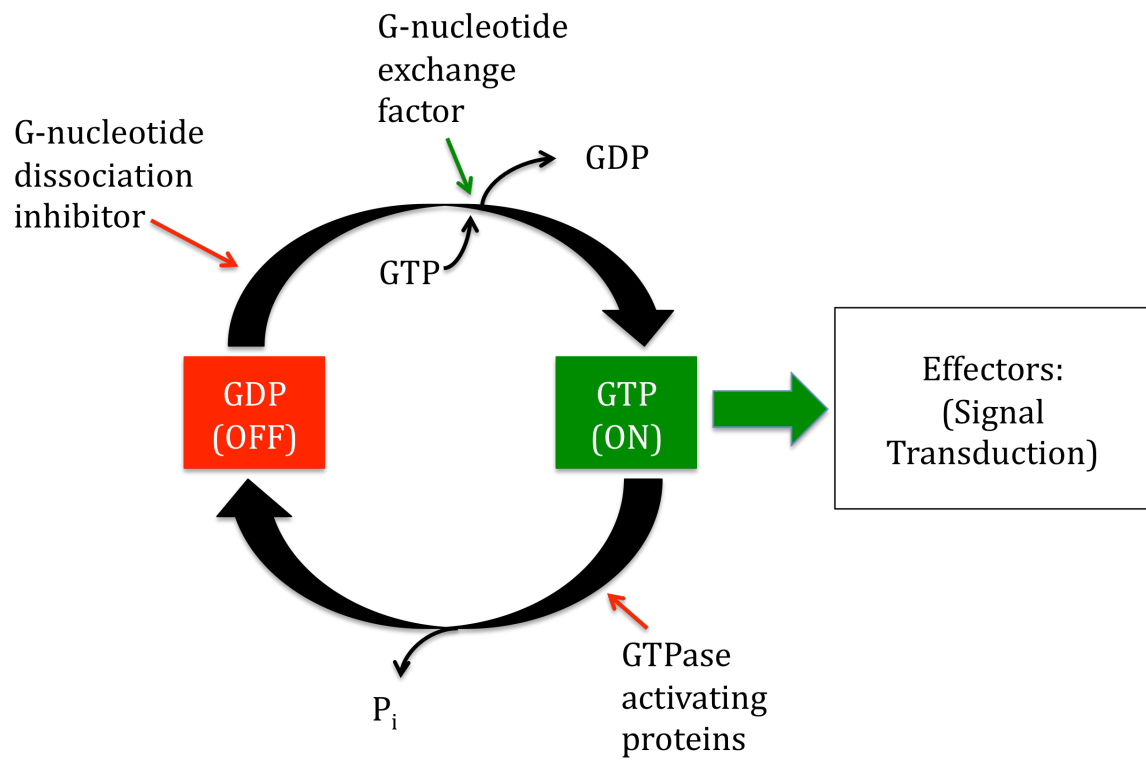 G-nucleotide
exchange
factor
G-nucleotide
dissociation
inhibitor
GDP
GTP
GDP
(OFF)
GTP
(ON)
Effectors:
(Signal
Transduction)
GTPase
activating
proteins
Pi